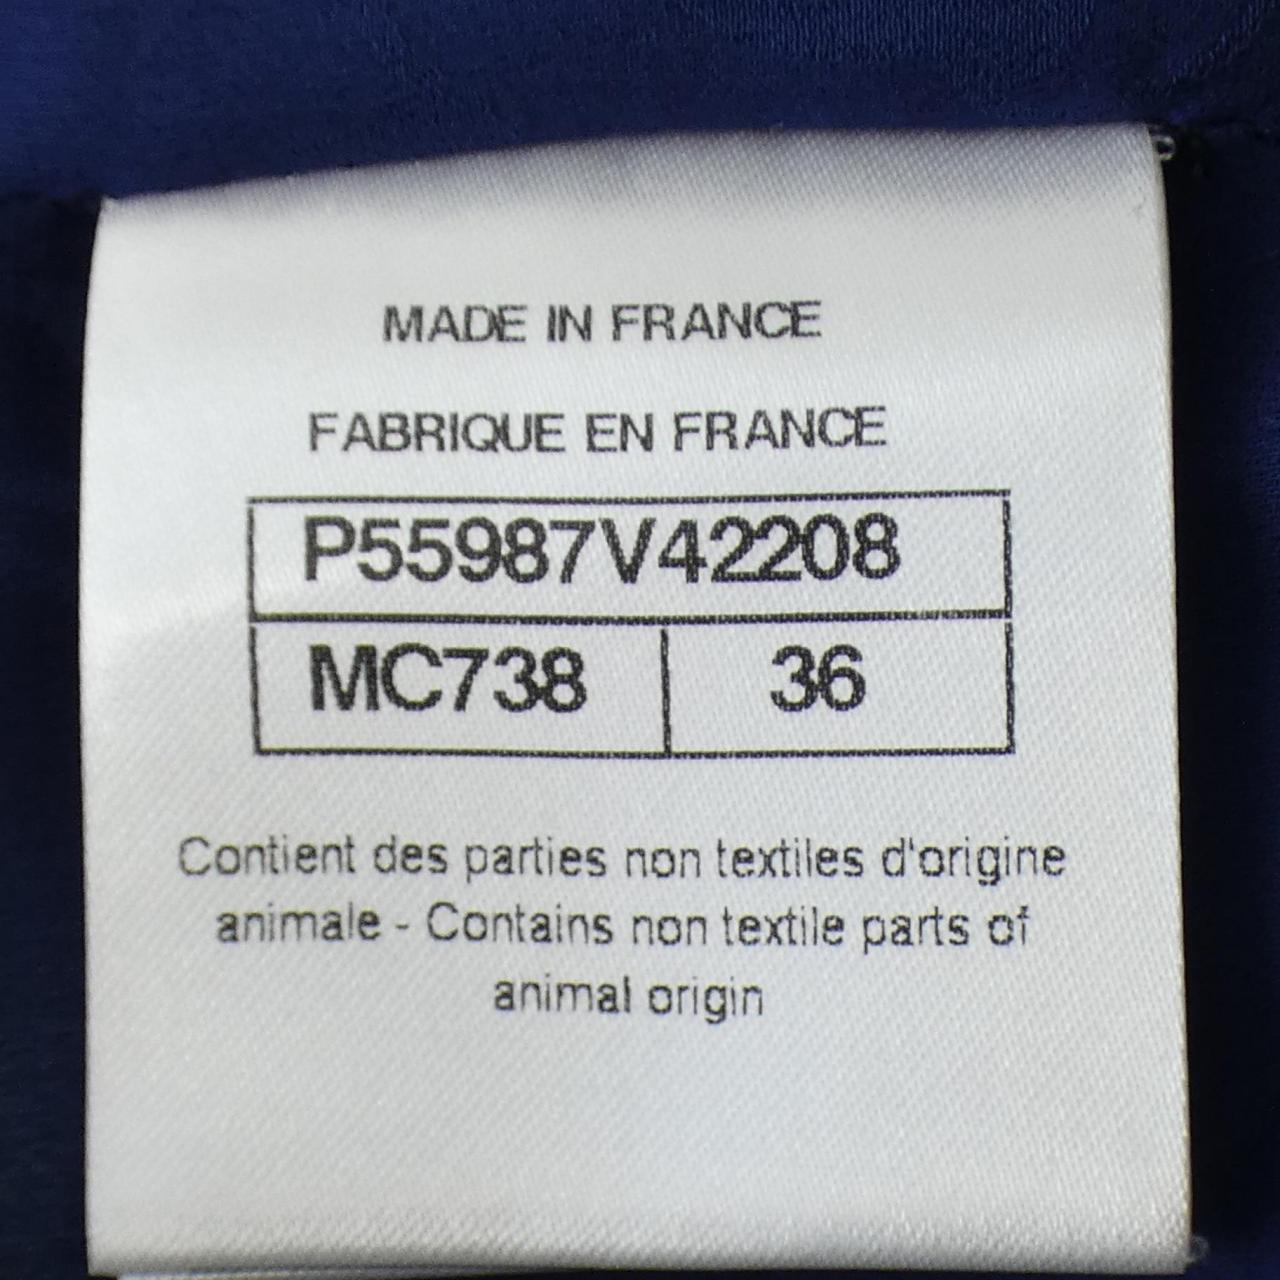 MADE IN FRANCE
FABRIQUE EN FRANCE
P55987V42208
MC738 36
Contient des parties non textiles d'origine
animale - Contains non textile parts of
animal origin